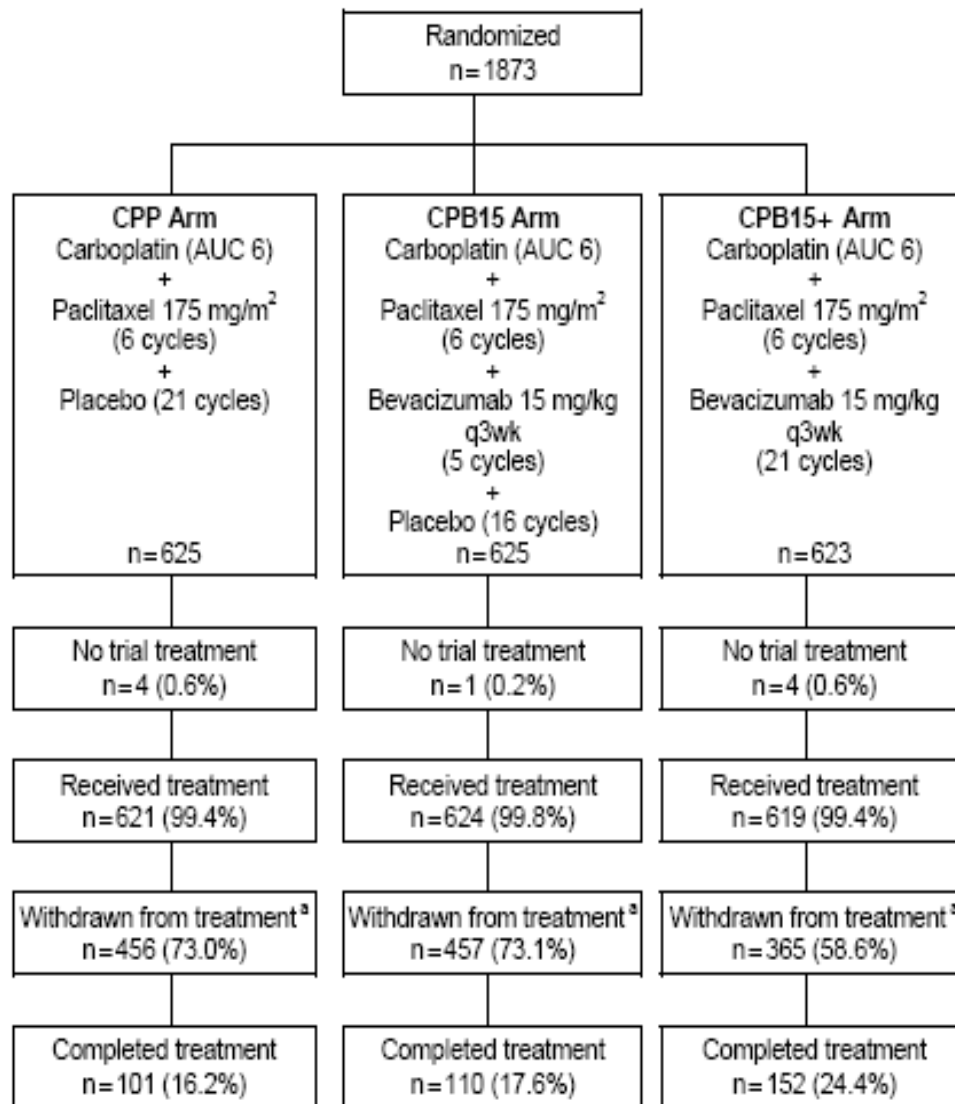 Randomized
n=1873
CPP Arm
Carboplatin (AUC 6)
+
Paclitaxel 175 mg/m²
(6 cycles)
+
Placebo (21 cycles)
n=625
CPB15 Arm
Carboplatin (AUC 6)
+
Paclitaxel 175 mg/m²
(6 cycles)
+
Bevacizumab 15 mg/kg
q3wk
(5 cycles)
+
Placebo (16 cycles)
n=625
CPB15+ Arm
Carboplatin (AUC 6)
+
Paclitaxel 175 mg/m²
(6 cycles)
+
Bevacizumab 15 mg/kg
q3wk
(21 cycles)
n=623
No trial treatment
n=4 (0.6%)
No trial treatment
n=1 (0.2%)
No trial treatment
n=4 (0.6%)
Received treatment
n=621 (99.4%)
Received treatment
n=624 (99.8%)
Received treatment
n=619 (99.4%)
Withdrawn from treatmentᵃ
n=456 (73.0%)
Withdrawn from treatmentᵃ
n=457 (73.1%)
Withdrawn from treatmentᵃ
n=365 (58.6%)
Completed treatment
n=101 (16.2%)
Completed treatment
n=110 (17.6%)
Completed treatment
n=152 (24.4%)